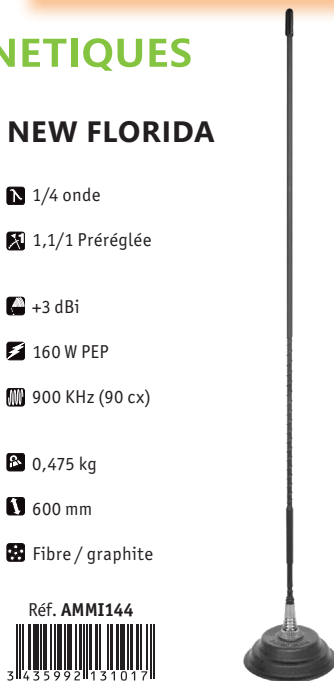 NETIQUES
NEW FLORIDA
1/4 onde
1,1/1 Préréglée
+3 dBi
160 W PEP
900 KHz (90 cx)
0,475 kg
600 mm
Fibre / graphite
Réf. AMMI144
3 435992 131017